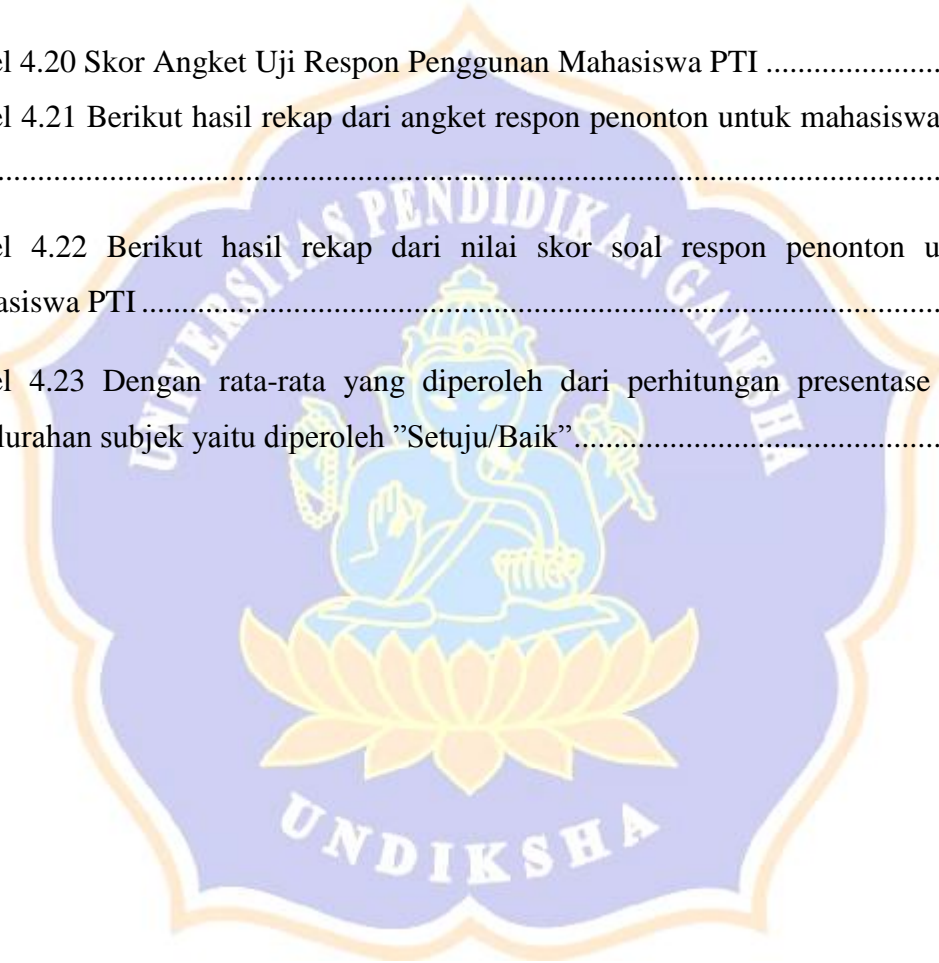 el 4.20 Skor Angket Uji Respon Penggunan Mahasiswa PTI ......................
el 4.21 Berikut hasil rekap dari angket respon penonton untuk mahasiswa
................................................................................................................
el 4.22 Berikut hasil rekap dari nilai skor soal respon penonton u
asiswa PTI ...............................................................................................
el 4.23 Dengan rata-rata yang diperoleh dari perhitungan presentase
lurahan subjek yaitu diperoleh ”Setuju/Baik”...........................................
UNIVERSITAS PENDIDIKAN GANESHA
UNDIKSHA